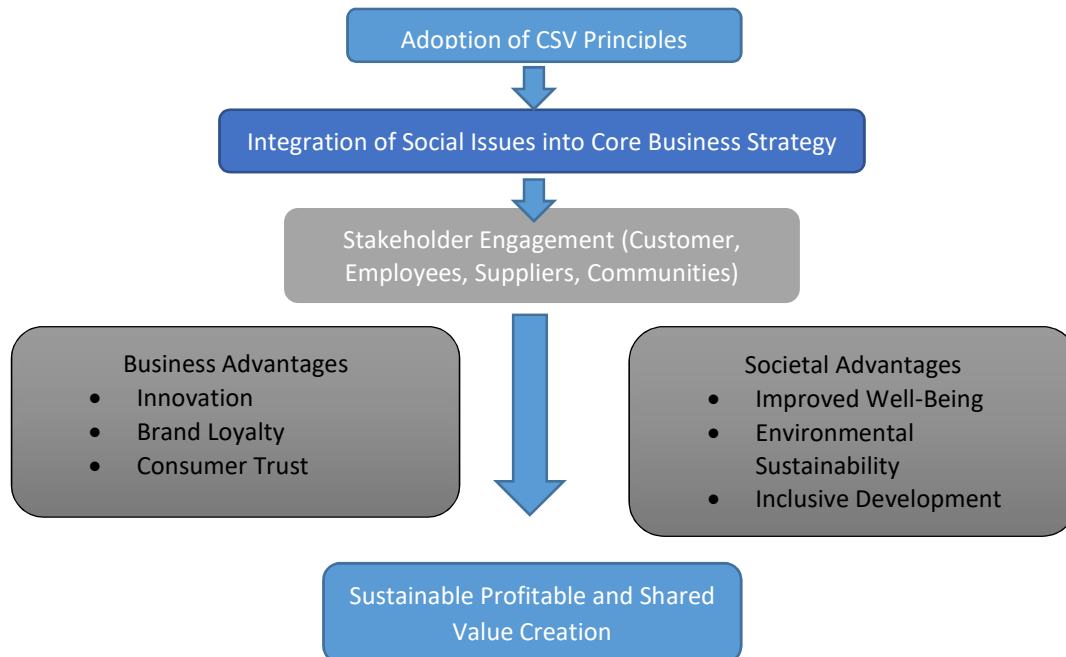 Adoption of CSV Principles
Integration of Social Issues into Core Business Strategy
Stakeholder Engagement (Customer,
Employees, Suppliers, Communities)
Business Advantages
• Innovation
• Brand Loyalty
• Consumer Trust
Societal Advantages
• Improved Well-Being
• Environmental
Sustainability
• Inclusive Development
Sustainable Profitable and Shared
Value Creation